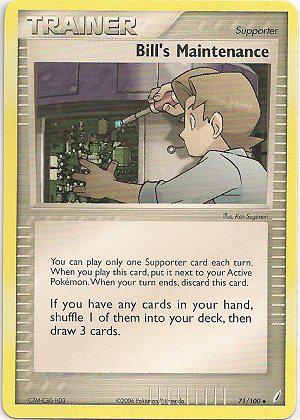 TRAINER
Supporter
Bill's Maintenance
Illus. Ken Sugimori
You can play only one Supporter card each turn.
When you play this card, put it next to your Active
Pokémon. When your turn ends, discard this card.
If you have any cards in your hand,
shuffle 1 of them into your deck, then
draw 3 cards.
©2006 Pokémon/Nintendo
71/100